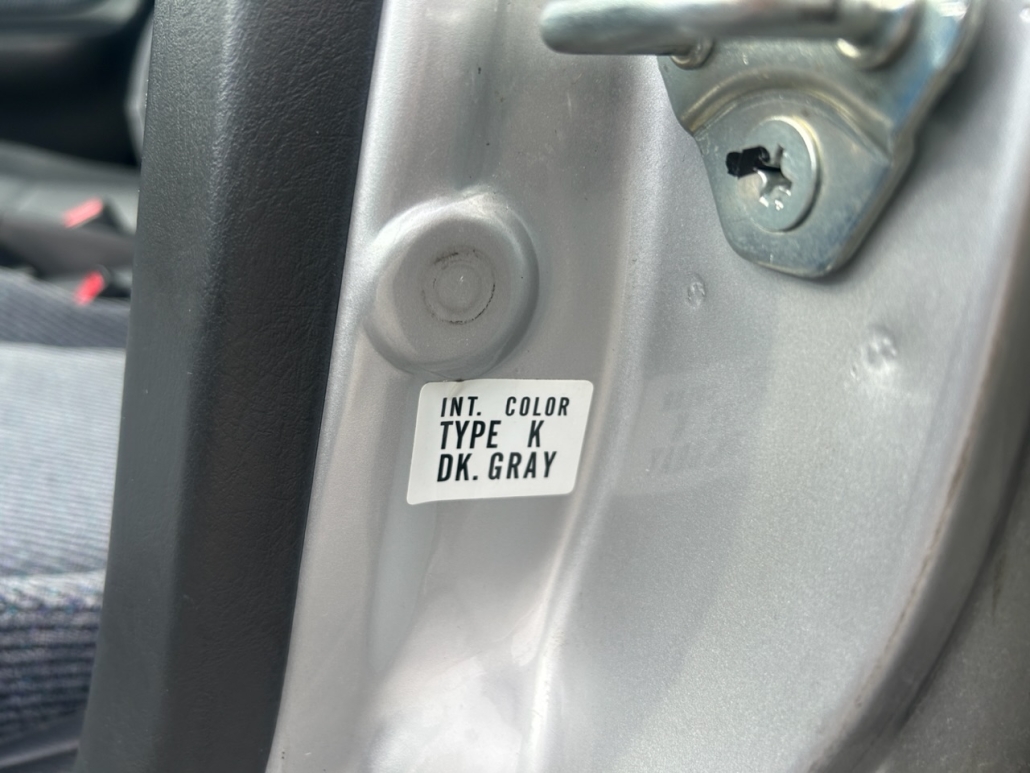 INT. COLOR
TYPE K
DK. GRAY